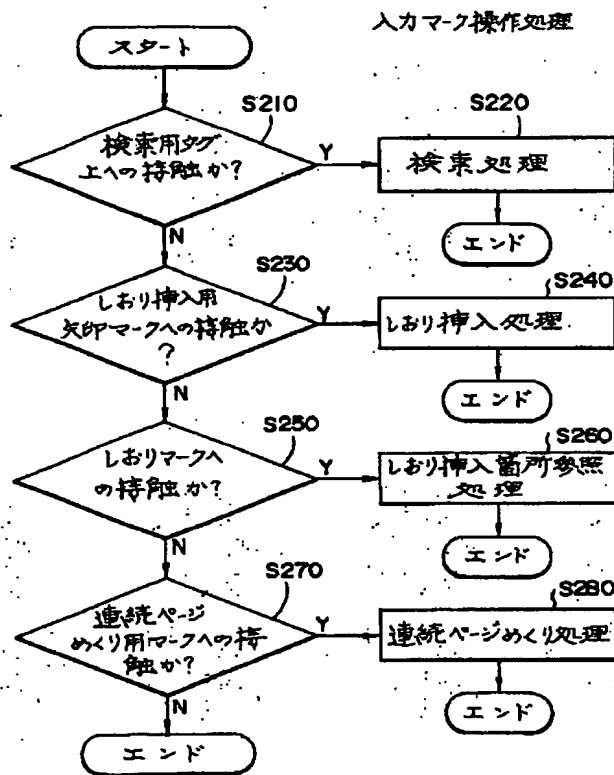 入力マーク操作処理
スタート
S210
検索用タグ
上への接触か?
Y
S220
検索処理
エンド
N
S230
しおり挿入用
矢印マークへの接触か
?
Y
S240
しおり挿入処理
エンド
N
S250
しおりマークへ
の接触か?
Y
S260
しおり挿入箇所参照
処理
エンド
N
S270
連続ページ
めくり用マークへの接
触か?
Y
S280
連続ページめくり処理
エンド
N
エンド